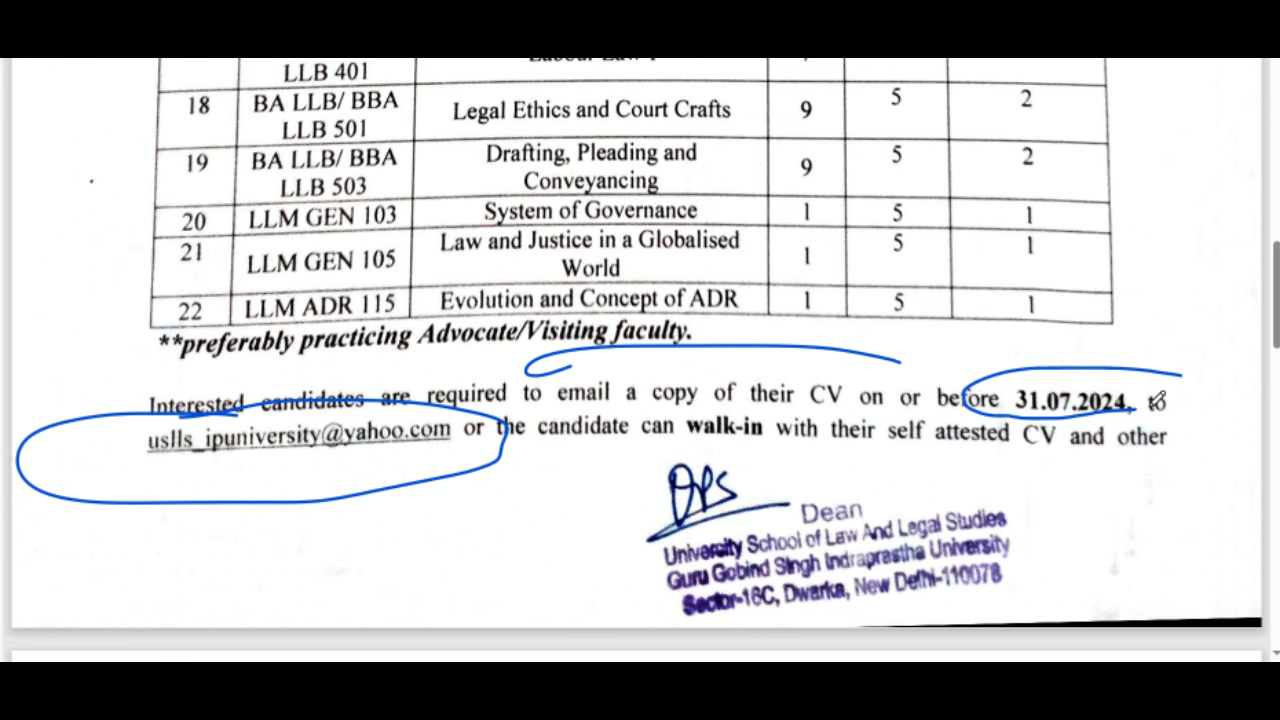 LLB 401
18 BA LLB/ BBA LLB 501 Legal Ethics and Court Crafts 9 5 2
19 BA LLB/ BBA LLB 503 Drafting, Pleading and Conveyancing 9 5 2
20 LLM GEN 103 System of Governance 1 5 1
21 LLM GEN 105 Law and Justice in a Globalised World 1 5 1
22 LLM ADR 115 Evolution and Concept of ADR 1 5 1
**preferably practicing Advocate/Visiting faculty.
Interested candidates are required to email a copy of their CV on or before 31.07.2024,
uslls_ipuniversity@yahoo.com or the candidate can walk-in with their self attested CV and other
Dean
University School of Law And Legal Studies
Guru Gobind Singh Indraprastha University
Sector-16C, Dwarka, New Delhi-110078